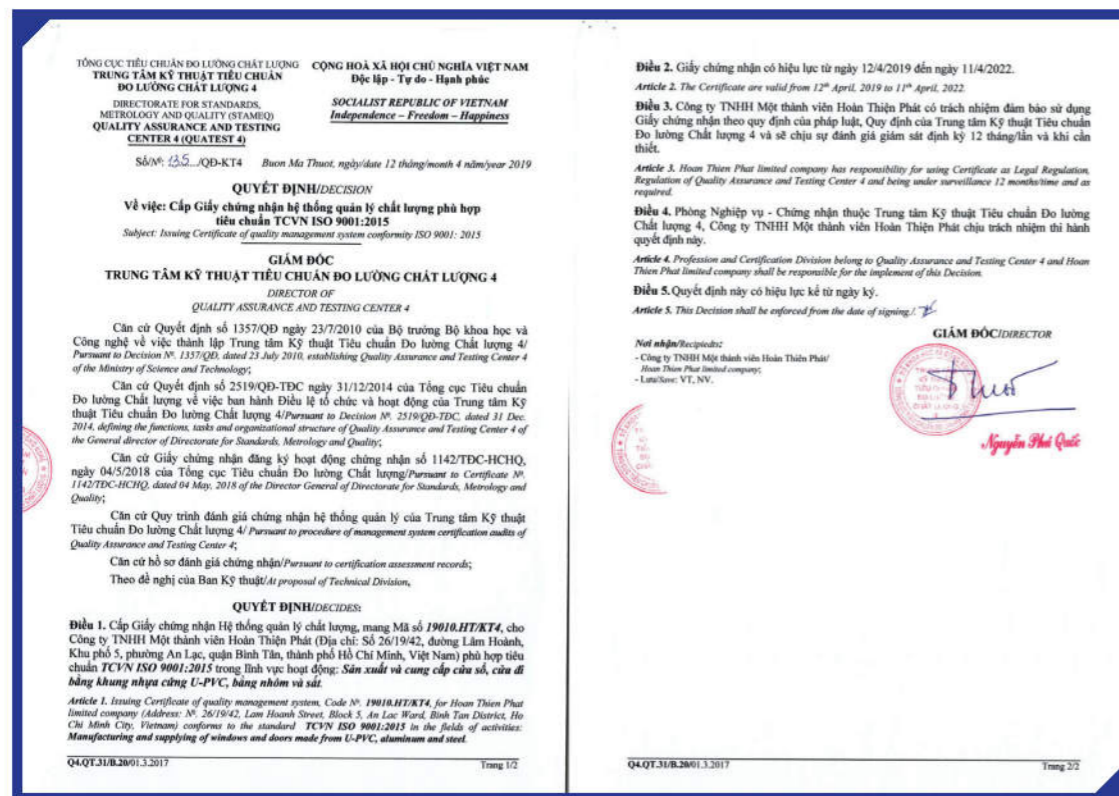 TỔNG CỤC TIÊU CHUẨN ĐO LƯỜNG CHẤT LƯỢNG
TRUNG TÂM KỸ THUẬT TIÊU CHUẨN
ĐO LƯỜNG CHẤT LƯỢNG 4
DIRECTORATE FOR STANDARDS,
METROLOGY AND QUALITY (STAMEQ)
QUALITY ASSURANCE AND TESTING
CENTER 4 (QUATEST 4)
CỘNG HOÀ XÃ HỘI CHỦ NGHĨA VIỆT NAM
Độc lập - Tự do - Hạnh phúc
SOCIALIST REPUBLIC OF VIETNAM
Independence – Freedom – Happiness
Số/Nº: 135 /QĐ-KT4
Buon Ma Thuot, ngày/date 12 tháng/month 4 năm/year 2019
QUYẾT ĐỊNH/DECISION
Về việc: Cấp Giấy chứng nhận hệ thống quản lý chất lượng phù hợp
tiêu chuẩn TCVN ISO 9001:2015
Subject: Issuing Certificate of quality management system conformity ISO 9001: 2015
GIÁM ĐỐC
TRUNG TÂM KỸ THUẬT TIÊU CHUẨN ĐO LƯỜNG CHẤT LƯỢNG 4
DIRECTOR OF
QUALITY ASSURANCE AND TESTING CENTER 4
Căn cứ Quyết định số 1357/QĐ ngày 23/7/2010 của Bộ trưởng Bộ khoa học và
Công nghệ về việc thành lập Trung tâm Kỹ thuật Tiêu chuẩn Đo lường Chất lượng 4/
Pursuant to Decision Nº. 1357/QĐ, dated 23 July 2010, establishing Quality Assurance and Testing Center 4
of the Ministry of Science and Technology;
Căn cứ Quyết định số 2519/QĐ-TĐC ngày 31/12/2014 của Tổng cục Tiêu chuẩn
Đo lường Chất lượng về việc ban hành Điều lệ tổ chức và hoạt động của Trung tâm Kỹ
thuật Tiêu chuẩn Đo lường Chất lượng 4/Pursuant to Decision Nº. 2519/QĐ-TĐC, dated 31 Dec.
2014, defining the functions, tasks and organizational structure of Quality Assurance and Testing Center 4 of
the General director of Directorate for Standards, Metrology and Quality;
Căn cứ Giấy chứng nhận đăng ký hoạt động chứng nhận số 1142/TĐC-HCHQ,
ngày 04/5/2018 của Tổng cục Tiêu chuẩn Đo lường Chất lượng/Pursuant to Certificate Nº.
1142/TĐC-HCHQ, dated 04 May, 2018 of the Director General of Directorate for Standards, Metrology and
Quality;
Căn cứ Quy trình đánh giá chứng nhận hệ thống quản lý của Trung tâm Kỹ thuật
Tiêu chuẩn Đo lường Chất lượng 4/ Pursuant to procedure of management system certification audits of
Quality Assurance and Testing Center 4;
Căn cứ hồ sơ đánh giá chứng nhận/Pursuant to certification assessment records;
Theo đề nghị của Ban Kỹ thuật/At proposal of Technical Division,
QUYẾT ĐỊNH/DECIDES:
Điều 1. Cấp Giấy chứng nhận Hệ thống quản lý chất lượng, mang Mã số 19010.HT/KT4, cho
Công ty TNHH Một thành viên Hoàn Thiện Phát (Địa chỉ: Số 26/19/42, đường Lâm Hoành,
Khu phố 5, phường An Lạc, quận Bình Tân, thành phố Hồ Chí Minh, Việt Nam) phù hợp tiêu
chuẩn TCVN ISO 9001:2015 trong lĩnh vực hoạt động: Sản xuất và cung cấp cửa sổ, cửa đi
bằng khung nhựa cứng U-PVC, bằng nhôm và sắt.
Article 1. Issuing Certificate of quality management system, Code Nº. 19010.HT/KT4, for Hoan Thien Phat
limited company (Address: Nº. 26/19/42, Lam Hoanh Street, Block 5, An Lac Ward, Binh Tan District, Ho
Chi Minh City, Vietnam) conforms to the standard TCVN ISO 9001:2015 in the fields of activities:
Manufacturing and supplying of windows and doors made from U-PVC, aluminum and steel.
Q4.QT.31/B.20/01.3.2017
Trang 1/2
Điều 2. Giấy chứng nhận có hiệu lực từ ngày 12/4/2019 đến ngày 11/4/2022.
Article 2. The Certificate are valid from 12th April, 2019 to 11th April, 2022.
Điều 3. Công ty TNHH Một thành viên Hoàn Thiện Phát có trách nhiệm đảm bảo sử dụng
Giấy chứng nhận theo quy định của pháp luật, Quy định của Trung tâm Kỹ thuật Tiêu chuẩn
Đo lường Chất lượng 4 và sẽ chịu sự đánh giá giám sát định kỳ 12 tháng/lần và khi cần
thiết.
Article 3. Hoan Thien Phat limited company has responsibility for using Certificate as Legal Regulation,
Regulation of Quality Assurance and Testing Center 4 and being under surveillance 12 months/time and as
required.
Điều 4. Phòng Nghiệp vụ - Chứng nhận thuộc Trung tâm Kỹ thuật Tiêu chuẩn Đo lường
Chất lượng 4, Công ty TNHH Một thành viên Hoàn Thiện Phát chịu trách nhiệm thi hành
quyết định này.
Article 4. Profession and Certification Division belong to Quality Assurance and Testing Center 4 and Hoan
Thien Phat limited company shall be responsible for the implement of this Decision.
Điều 5. Quyết định này có hiệu lực kể từ ngày ký.
Article 5. This Decision shall be enforced from the date of signing./.
Nơi nhận/Recipiedts:
- Công ty TNHH Một thành viên Hoàn Thiện Phát/
Hoan Thien Phat limited company;
- Lưu/Save: VT, NV.
GIÁM ĐỐC/DIRECTOR
Nguyễn Phú Quốc
Q4.QT.31/B.20/01.3.2017
Trang 2/2